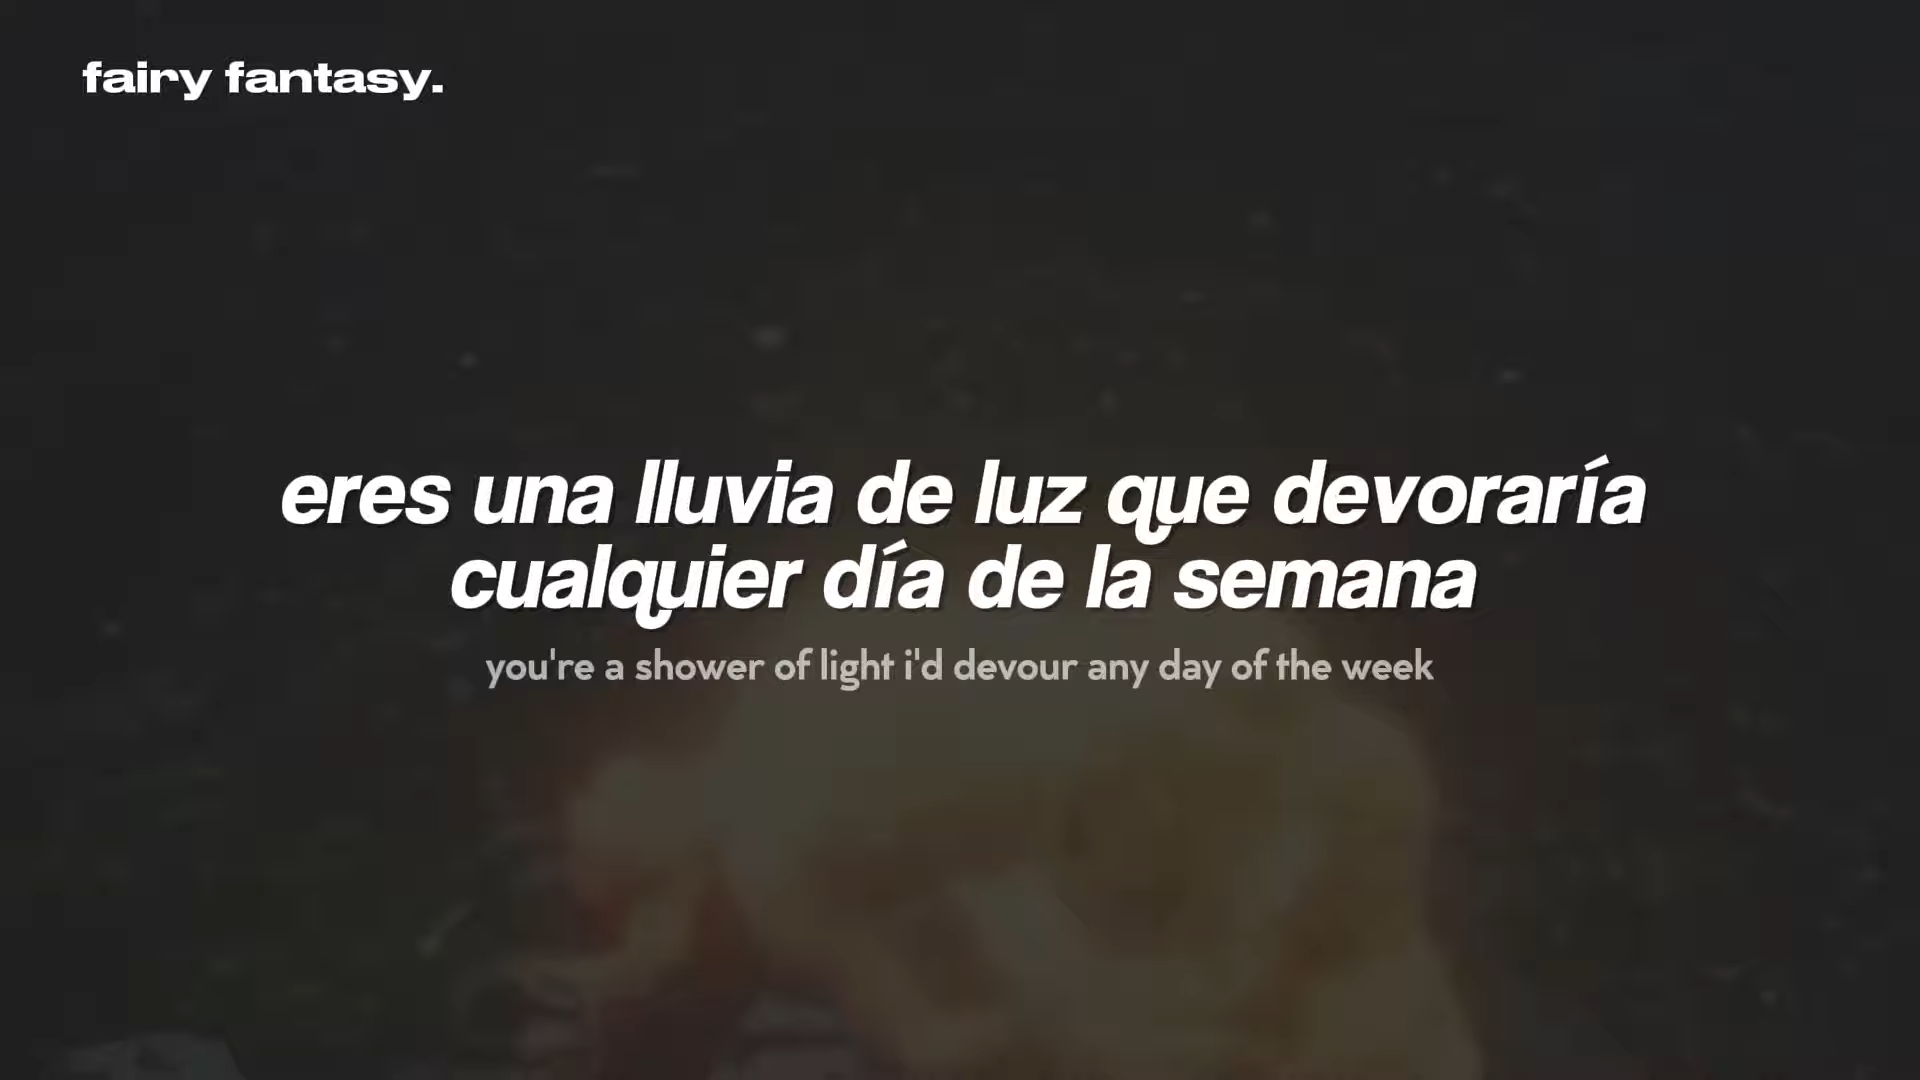 fairy fantasy.
eres una lluvia de luz que devoraría
cualquier día de la semana
you're a shower of light i'd devour any day of the week